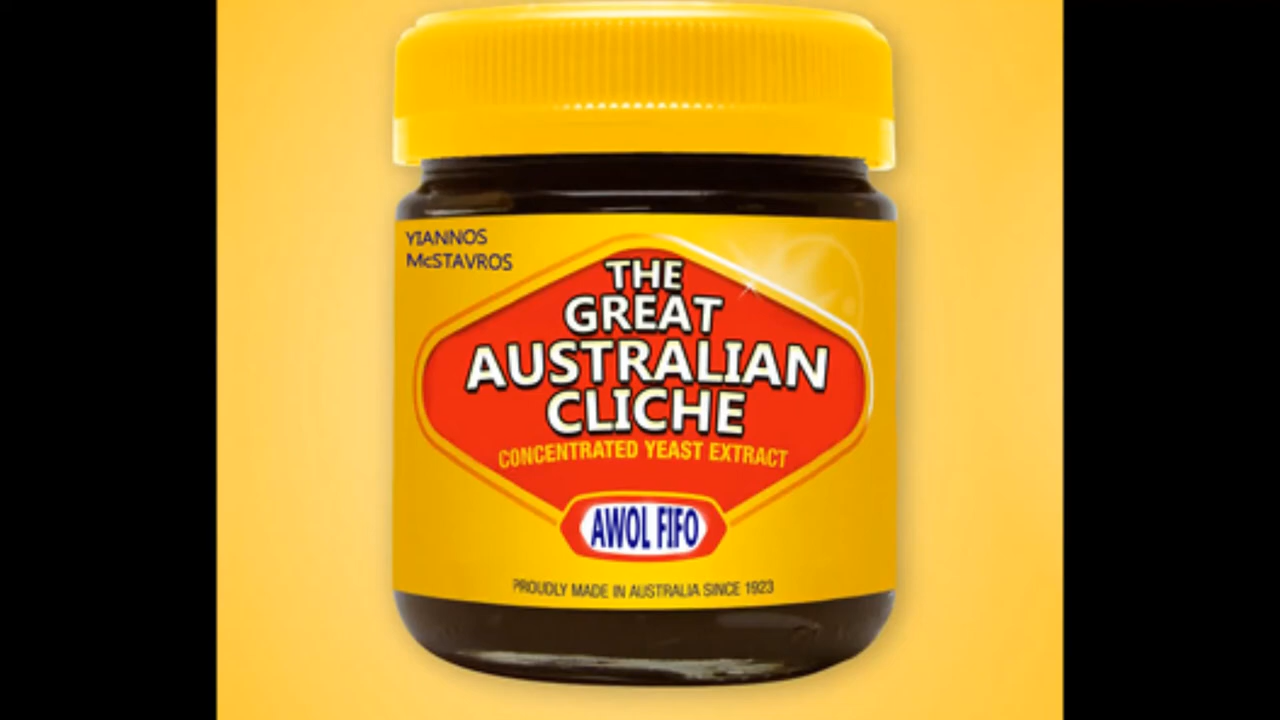 YIANNOS
McSTAVROS
THE
GREAT
AUSTRALIAN
CLICHE
CONCENTRATED YEAST EXTRACT
AWOL FIFO
PROUDLY MADE IN AUSTRALIA SINCE 1923